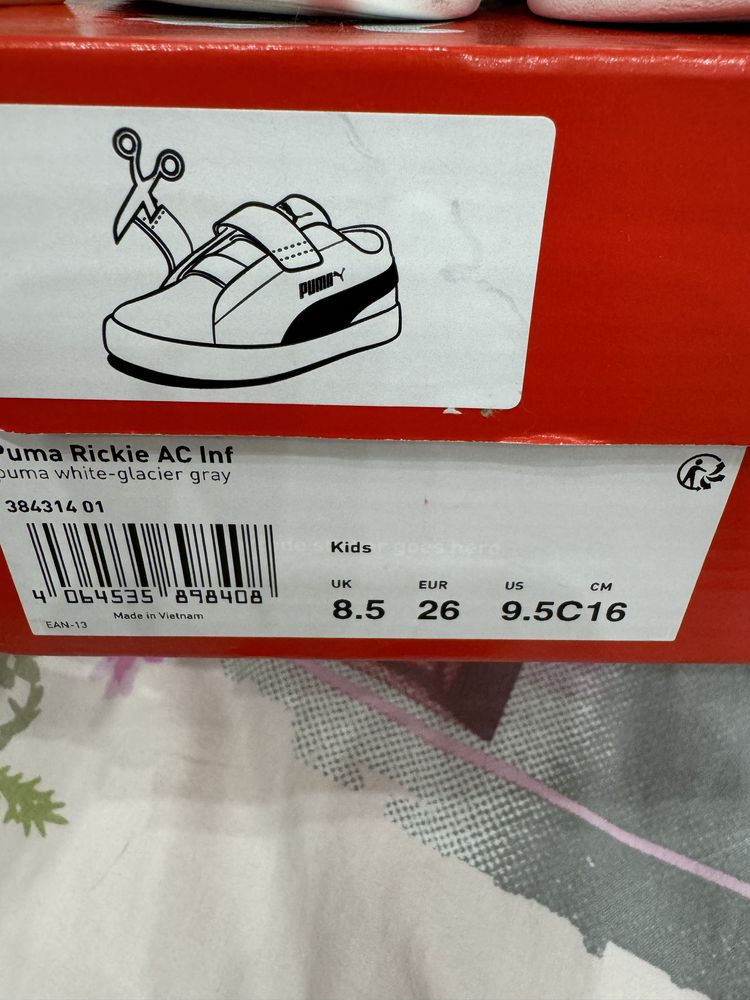 PUMA
Puma Rickie AC Inf
puma white-glacier gray
384314 01
4 064535 898408
EAN-13
Made in Vietnam
Kids
UK EUR US CM
8.5 26 9.5C 16